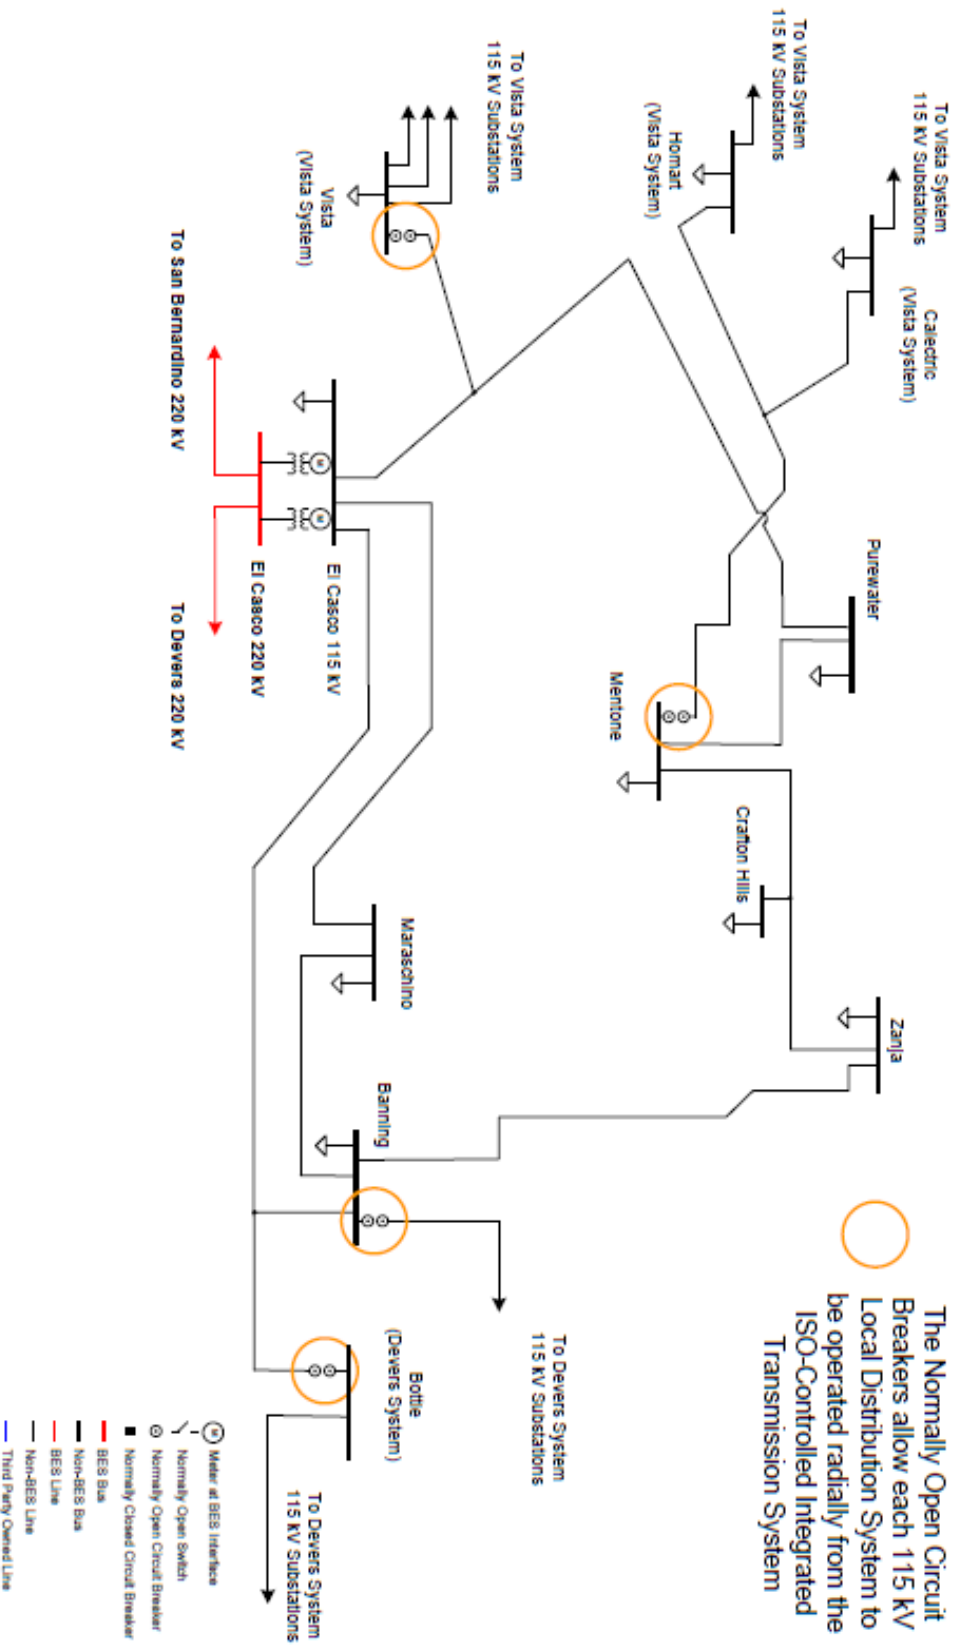 To Vista System
115 kV Substations
To Vista System
115 kV Substations
To Vista System
115 kV Substations
Vista
(Vista System)
Homart
(Vista System)
Calectric
(Vista System)
To San Bernardino 220 kV
To Devers 220 kV
El Casco 220 kV
El Casco 115 kV
M
M
Purewater
Mentone
Crafton Hills
Zanja
Maraschino
Banning
Bottle
(Devers System)
To Devers System
115 kV Substations
To Devers System
115 kV Substations
The Normally Open Circuit
Breakers allow each 115 kV
Local Distribution System to
be operated radially from the
ISO-Controlled Integrated
Transmission System
M Meter at BES Interface
Normally Open Switch
Normally Open Circuit Breaker
Normally Closed Circuit Breaker
BES Bus
Non-BES Bus
BES Line
Non-BES Line
Third Party Owned Line